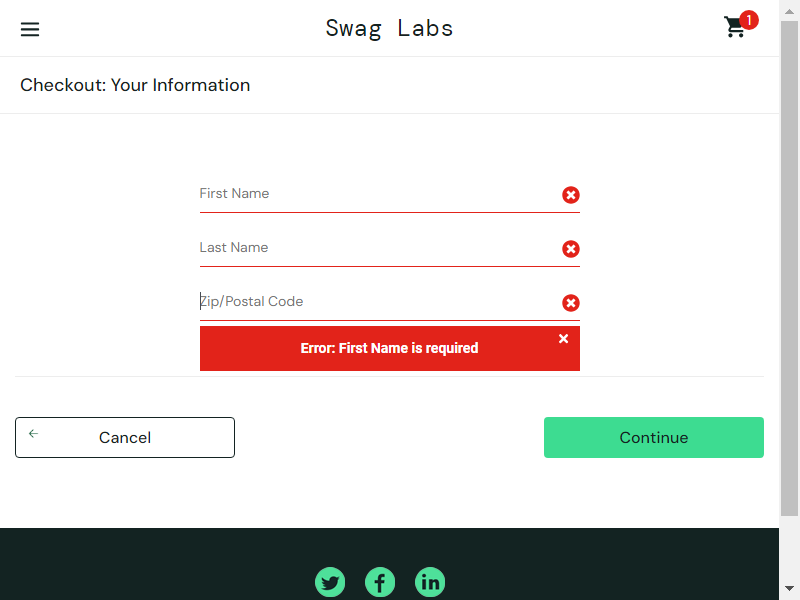 Swag Labs
1
Checkout: Your Information
First Name
Last Name
Zip/Postal Code
Error: First Name is required
Cancel
Continue